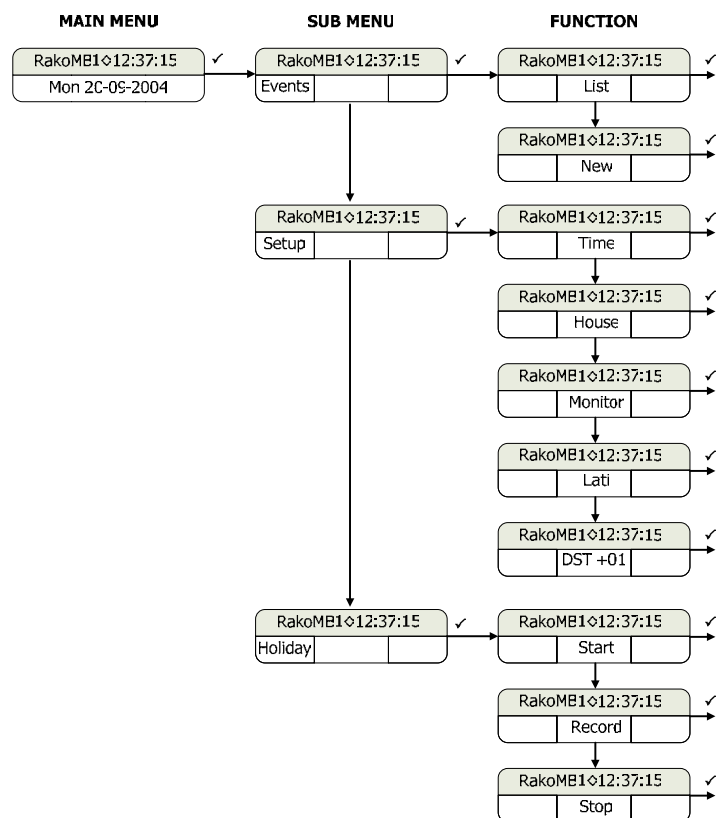 MAIN MENU SUB MENU FUNCTION
RakoMB1◇12:37:15 ✓ RakoMB1◇12:37:15 ✓ RakoMB1◇12:37:15 ✓
Mon 20-09-2004 Events List
RakoMB1◇12:37:15 ✓
New
RakoMB1◇12:37:15 ✓ RakoMB1◇12:37:15 ✓
Setup Time
RakoMB1◇12:37:15 ✓
House
RakoMB1◇12:37:15 ✓
Monitor
RakoMB1◇12:37:15 ✓
Lati
RakoMB1◇12:37:15 ✓
DST +01
RakoMB1◇12:37:15 ✓ RakoMB1◇12:37:15 ✓
Holiday Start
RakoMB1◇12:37:15 ✓
Record
RakoMB1◇12:37:15 ✓
Stop